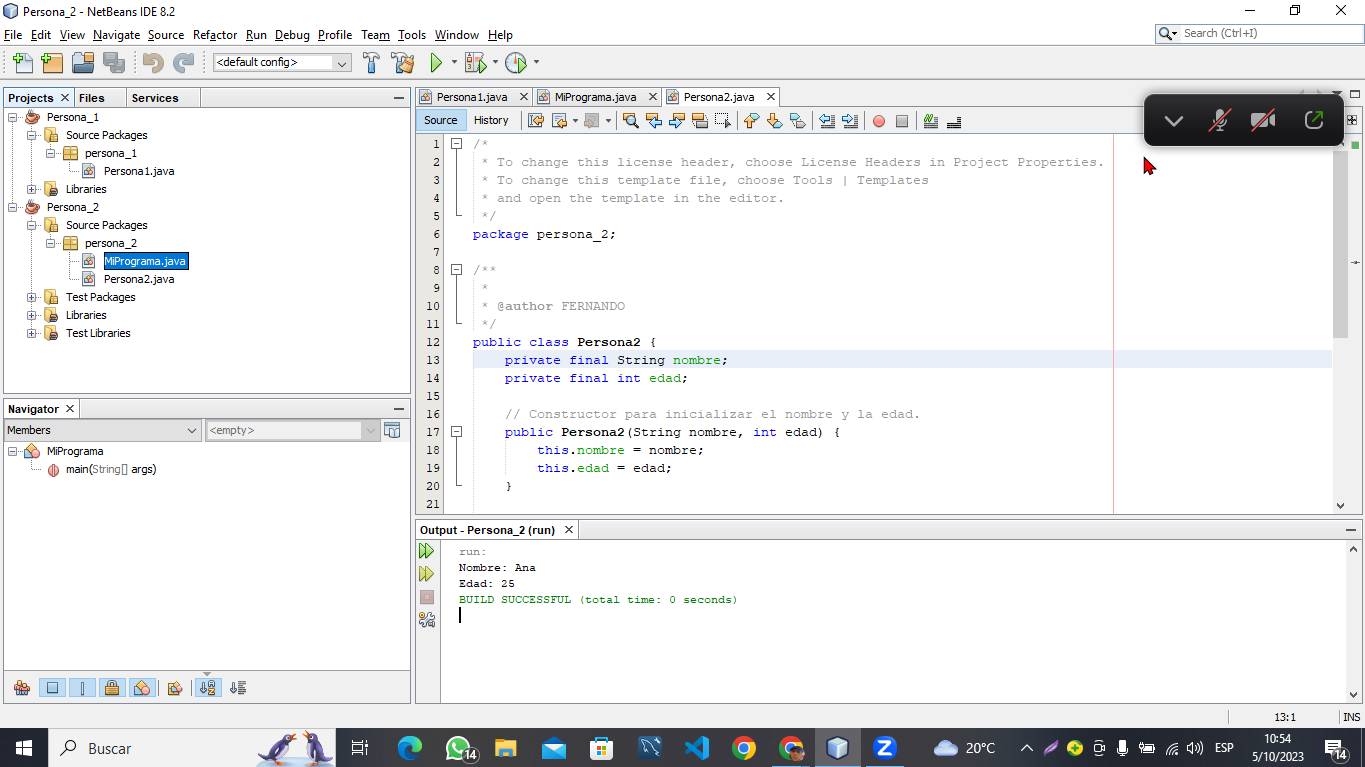 Persona_2 - NetBeans IDE 8.2
File Edit View Navigate Source Refactor Run Debug Profile Team Tools Window Help
Search (Ctrl+I)
<default config>
Projects Files Services
Persona_1
Source Packages
persona_1
Persona1.java
Libraries
Persona_2
Source Packages
persona_2
MiPrograma.java
Persona2.java
Test Packages
Libraries
Test Libraries
Navigator
Members <empty>
MiPrograma
main(String[] args)
Persona1.java MiPrograma.java Persona2.java
Source History
1 /*
2 * To change this license header, choose License Headers in Project Properties.
3 * To change this template file, choose Tools | Templates
4 * and open the template in the editor.
5 */
6 package persona_2;
7
8 /**
9 *
10 * @author FERNANDO
11 */
12 public class Persona2 {
13 private final String nombre;
14 private final int edad;
15
16 // Constructor para inicializar el nombre y la edad.
17 public Persona2(String nombre, int edad) {
18 this.nombre = nombre;
19 this.edad = edad;
20 }
21
Output - Persona_2 (run)
run:
Nombre: Ana
Edad: 25
BUILD SUCCESSFUL (total time: 0 seconds)
13:1 INS
Buscar
14
20°C
ESP
10:54
5/10/2023
14